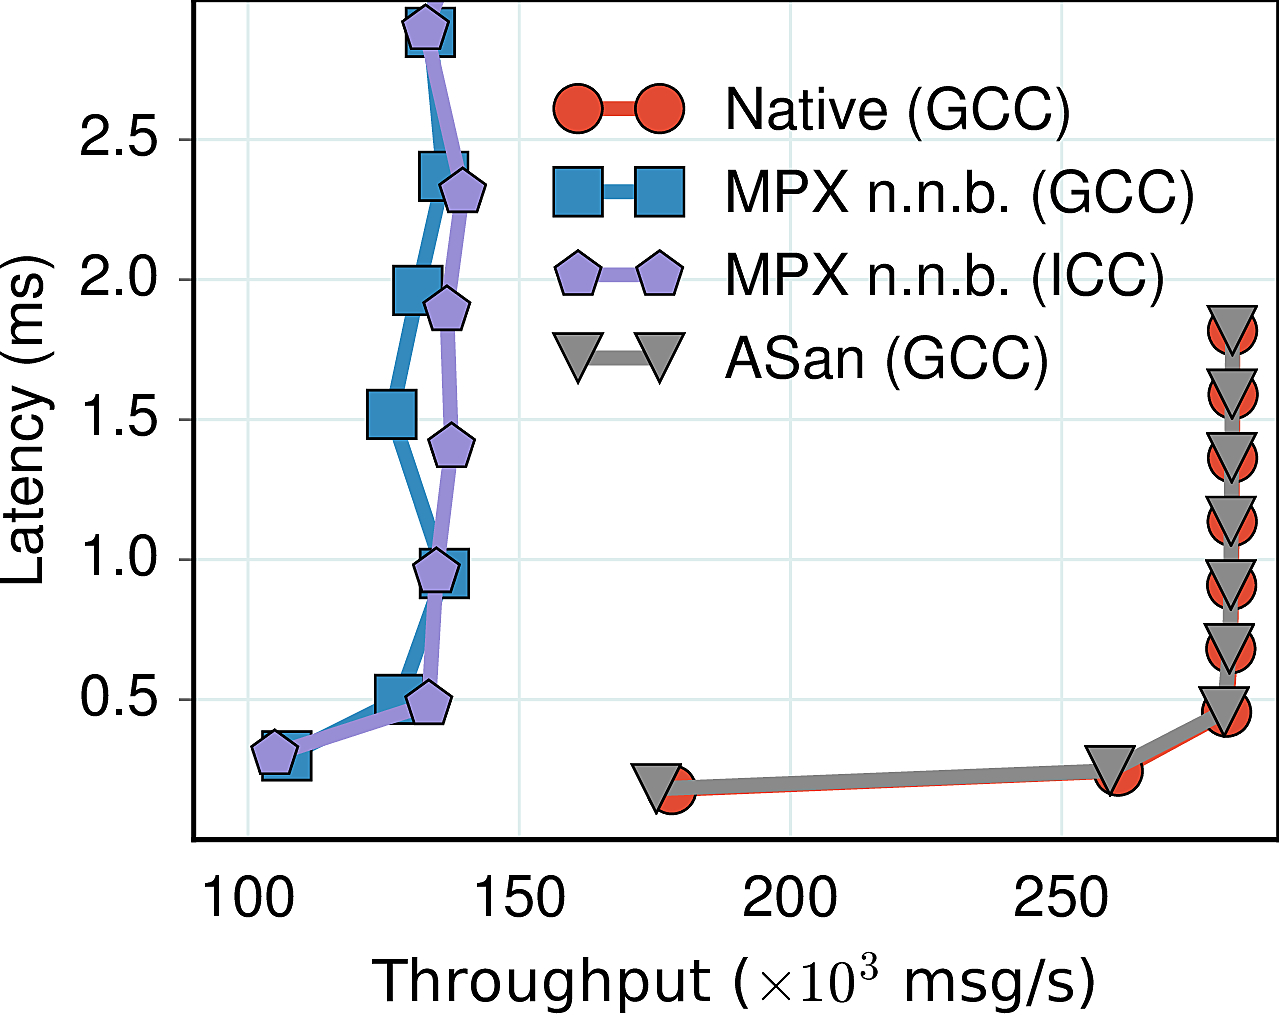 Native (GCC)
MPX n.n.b. (GCC)
MPX n.n.b. (ICC)
ASan (GCC)
2.5
2.0
1.5
1.0
0.5
Latency (ms)
100 150 200 250
Throughput (×10³ msg/s)